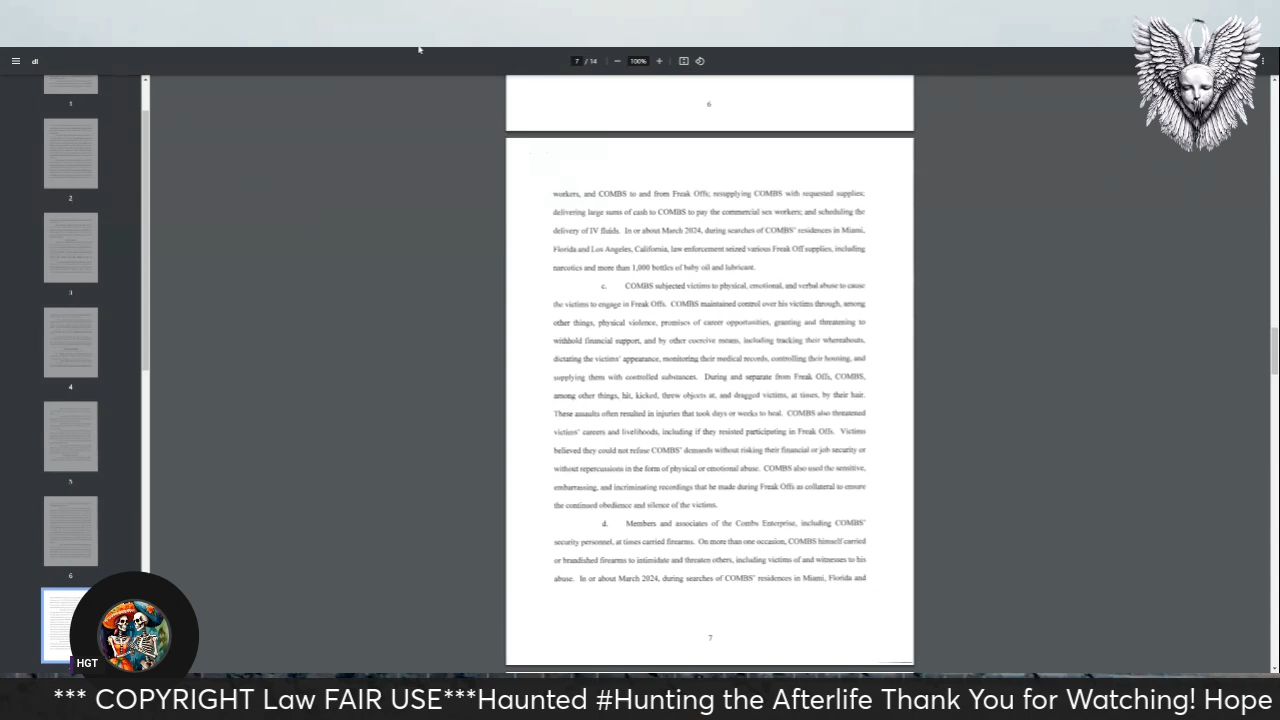 dl
7 / 14
100%
1
2
3
4
5
6
6
workers, and COMBS to and from Freak Offs; resupplying COMBS with requested supplies;
delivering large sums of cash to COMBS to pay the commercial sex workers; and scheduling the
delivery of IV fluids. In or about March 2024, during searches of COMBS' residences in Miami,
Florida and Los Angeles, California, law enforcement seized various Freak Off supplies, including
narcotics and more than 1,000 bottles of baby oil and lubricant.
c. COMBS subjected victims to physical, emotional, and verbal abuse to cause
the victims to engage in Freak Offs. COMBS maintained control over his victims through, among
other things, physical violence, promises of career opportunities, granting and threatening to
withhold financial support, and by other coercive means, including tracking their whereabouts,
dictating the victims' appearance, monitoring their medical records, controlling their housing, and
supplying them with controlled substances. During and separate from Freak Offs, COMBS,
among other things, hit, kicked, threw objects at, and dragged victims, at times, by their hair.
These assaults often resulted in injuries that took days or weeks to heal. COMBS also threatened
victims' careers and livelihoods, including if they resisted participating in Freak Offs. Victims
believed they could not refuse COMBS' demands without risking their financial or job security or
without repercussions in the form of physical or emotional abuse. COMBS also used the sensitive,
embarrassing, and incriminating recordings that he made during Freak Offs as collateral to ensure
the continued obedience and silence of the victims.
d. Members and associates of the Combs Enterprise, including COMBS'
security personnel, at times carried firearms. On more than one occasion, COMBS himself carried
or brandished firearms to intimidate and threaten others, including victims of and witnesses to his
abuse. In or about March 2024, during searches of COMBS' residences in Miami, Florida and
7
HGT
*** COPYRIGHT Law FAIR USE***Haunted #Hunting the Afterlife Thank You for Watching! Hope